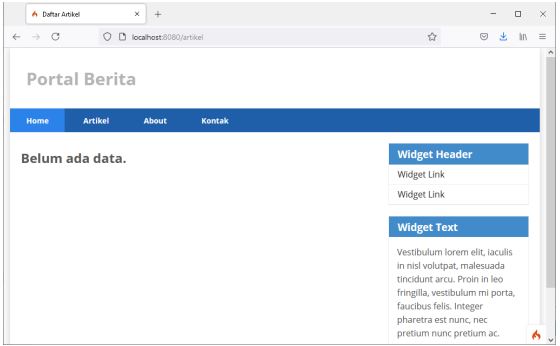 Daftar Artikel
localhost:8080/artikel
Portal Berita
Home Artikel About Kontak
Belum ada data.
Widget Header
Widget Link
Widget Link
Widget Text
Vestibulum lorem elit, iaculis
in nisl volutpat, malesuada
tincidunt arcu. Proin in leo
fringilla, vestibulum mi porta,
faucibus felis. Integer
pharetra est nunc, nec
pretium nunc pretium ac.